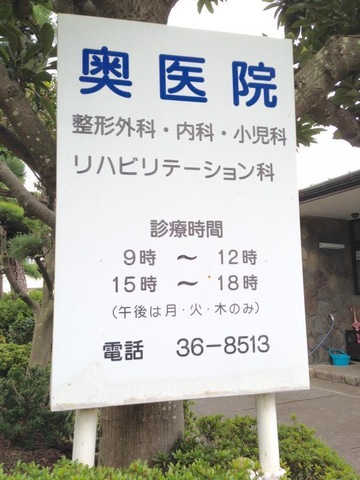 奥医院
整形外科・内科・小児科
リハビリテーション科
診療時間
9時 〜 12時
15時 〜 18時
(午後は月・火・木のみ)
電話 36-8513